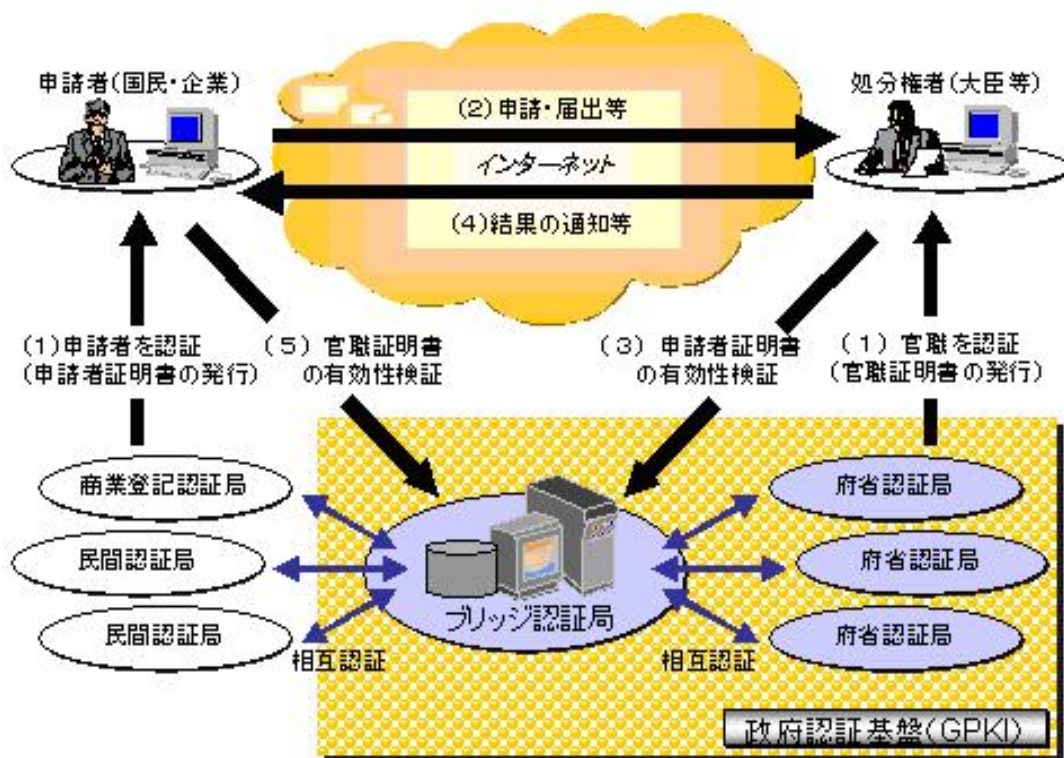 申請者(国民・企業)
処分権者(大臣等)
(2)申請・届出等
インターネット
(4)結果の通知等
(1)申請者を認証
(申請者証明書の発行)
(5)官職証明書
の有効性検証
(3)申請者証明書
の有効性検証
(1)官職を認証
(官職証明書の発行)
商業登記認証局
民間認証局
民間認証局
相互認証
ブリッジ認証局
府省認証局
府省認証局
府省認証局
相互認証
政府認証基盤(GPKI)